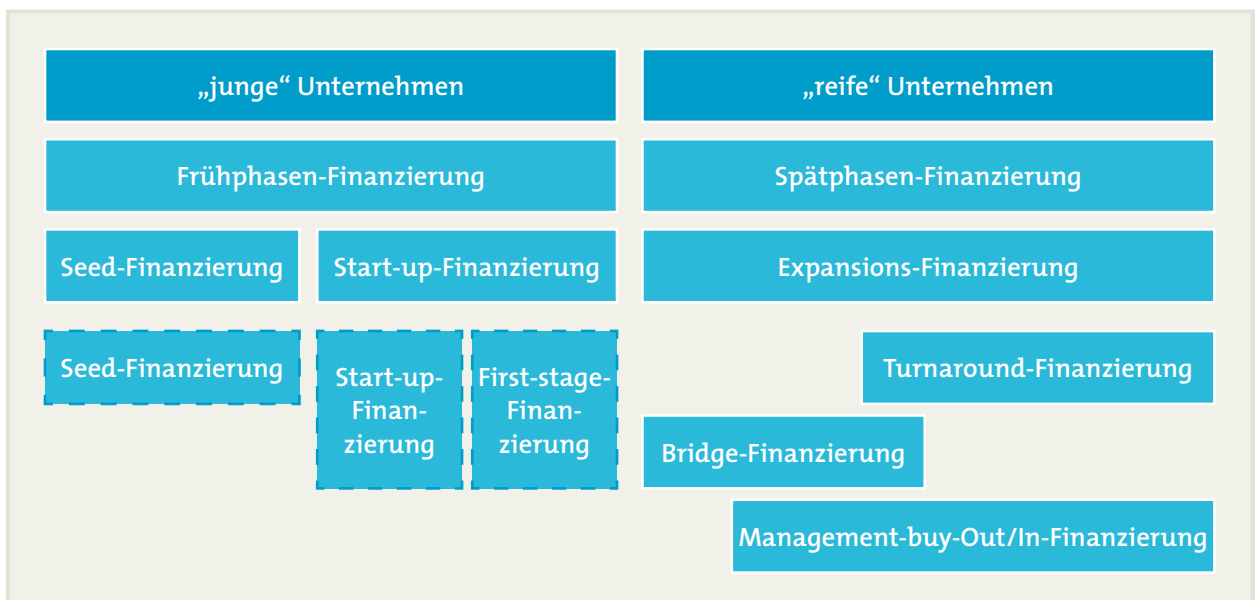 „junge“ Unternehmen
„reife“ Unternehmen
Frühphasen-Finanzierung
Spätphasen-Finanzierung
Seed-Finanzierung
Start-up-Finanzierung
Expansions-Finanzierung
Seed-Finanzierung
Start-up-
Finan-
zierung
First-stage-
Finan-
zierung
Turnaround-Finanzierung
Bridge-Finanzierung
Management-buy-Out/In-Finanzierung